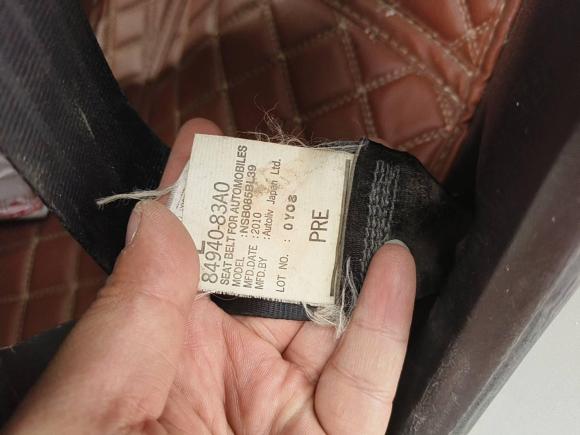 84940-83A0
SEAT BELT FOR AUTOMOBILES
MODEL :NSB085BL39
MFD.DATE :2010
MFD.BY :Autoliv Japan Ltd.
LOT NO. : 0Y08
PRE